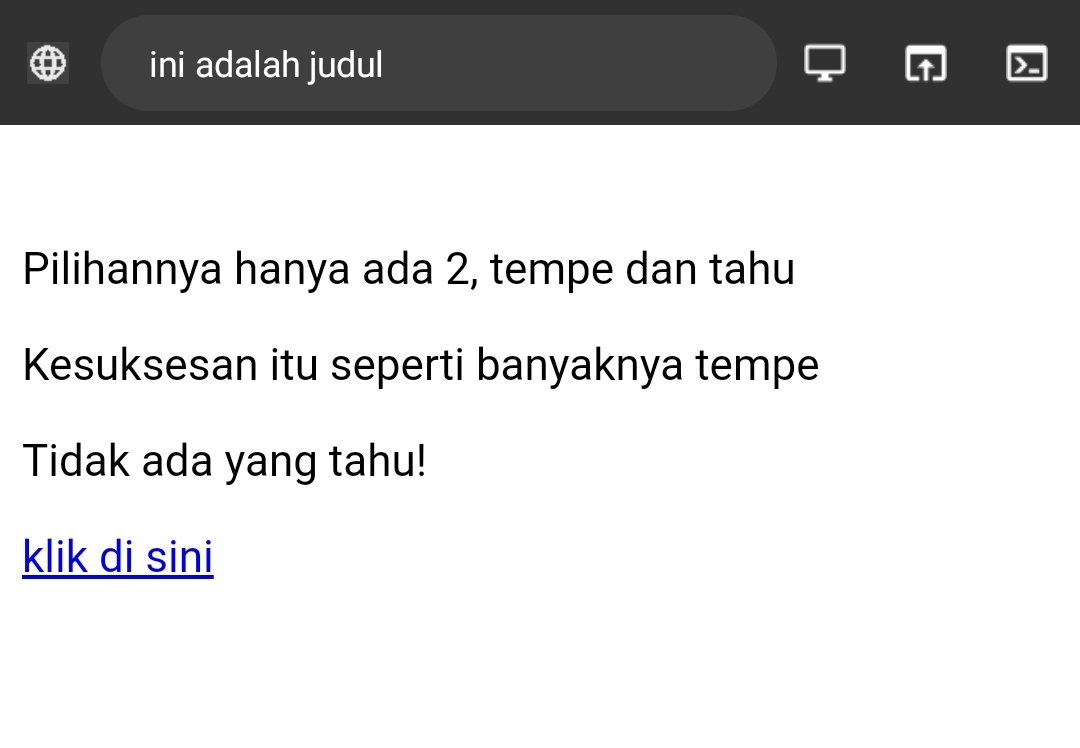 ini adalah judul
Pilihannya hanya ada 2, tempe dan tahu
Kesuksesan itu seperti banyaknya tempe
Tidak ada yang tahu!
klik di sini